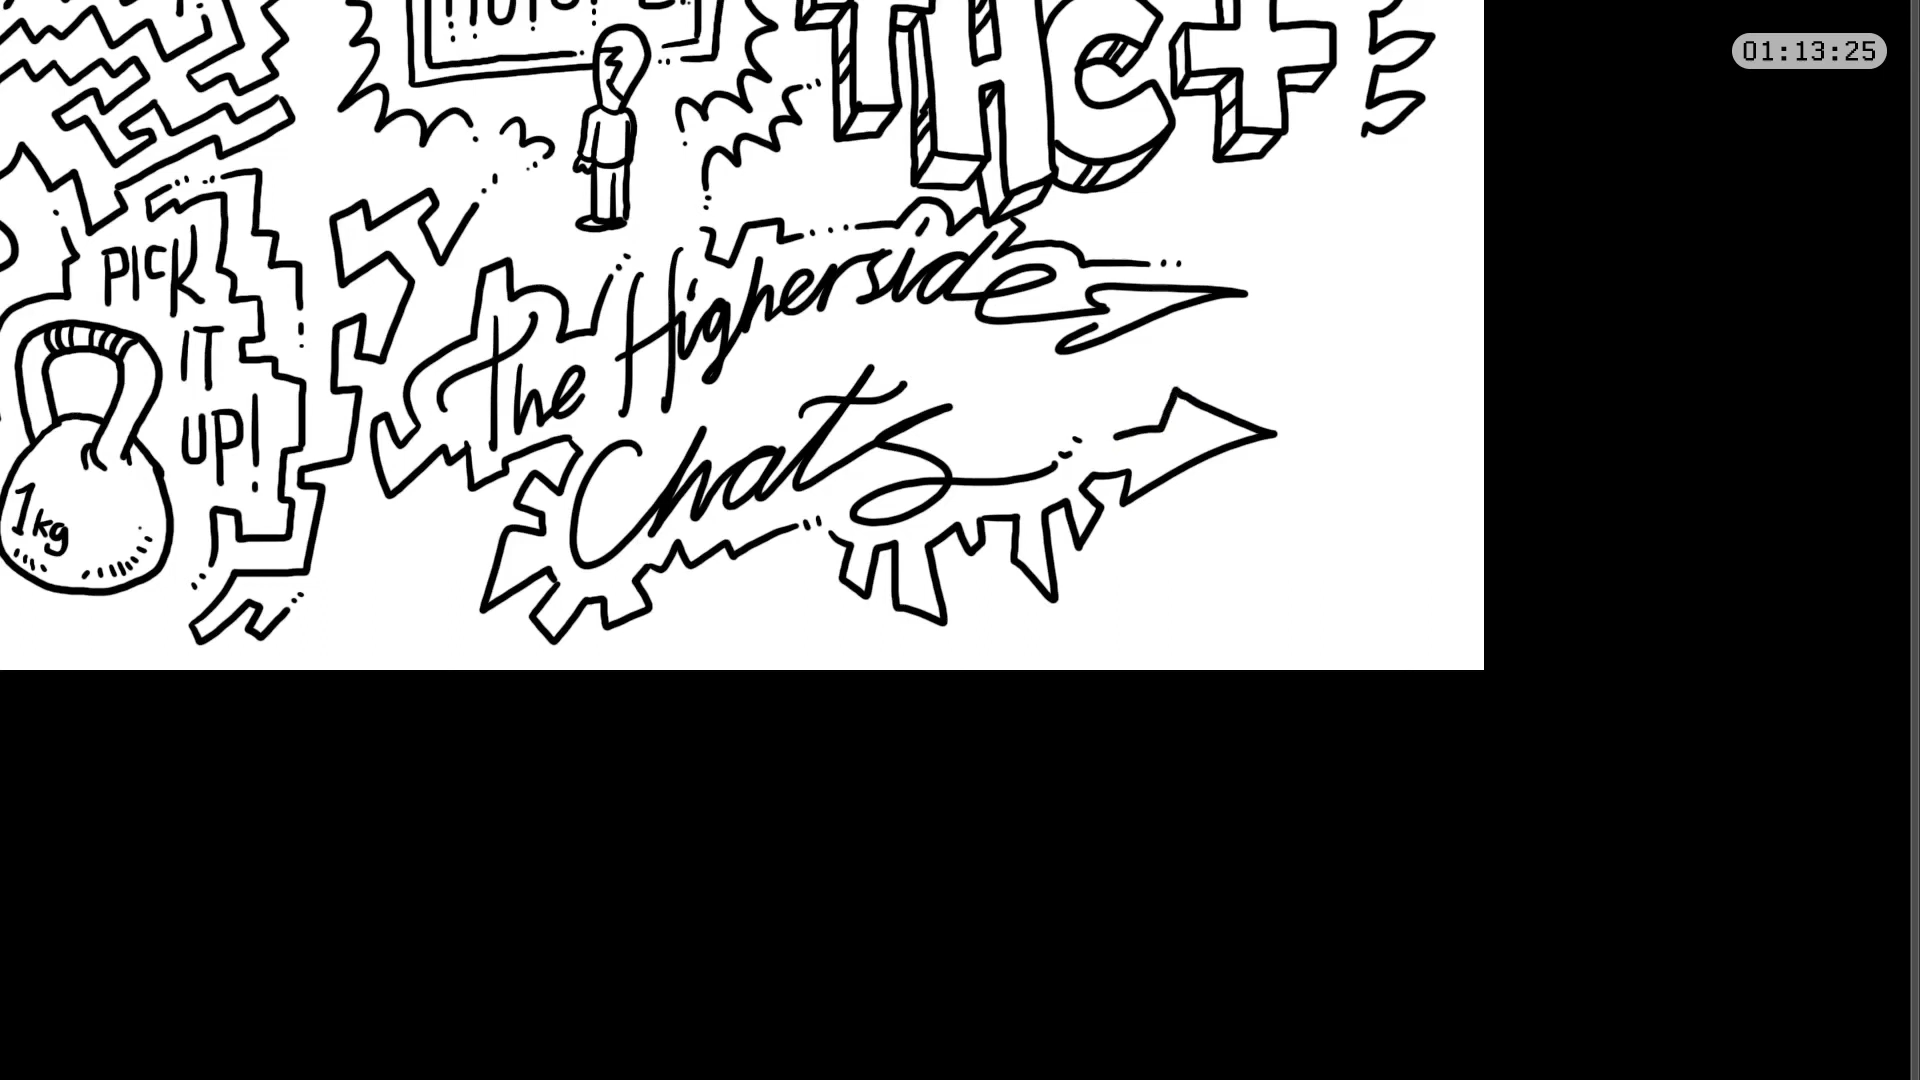 01:13:25
THC+
PICK
IT
UP!
1kg
The Higherside
Chats